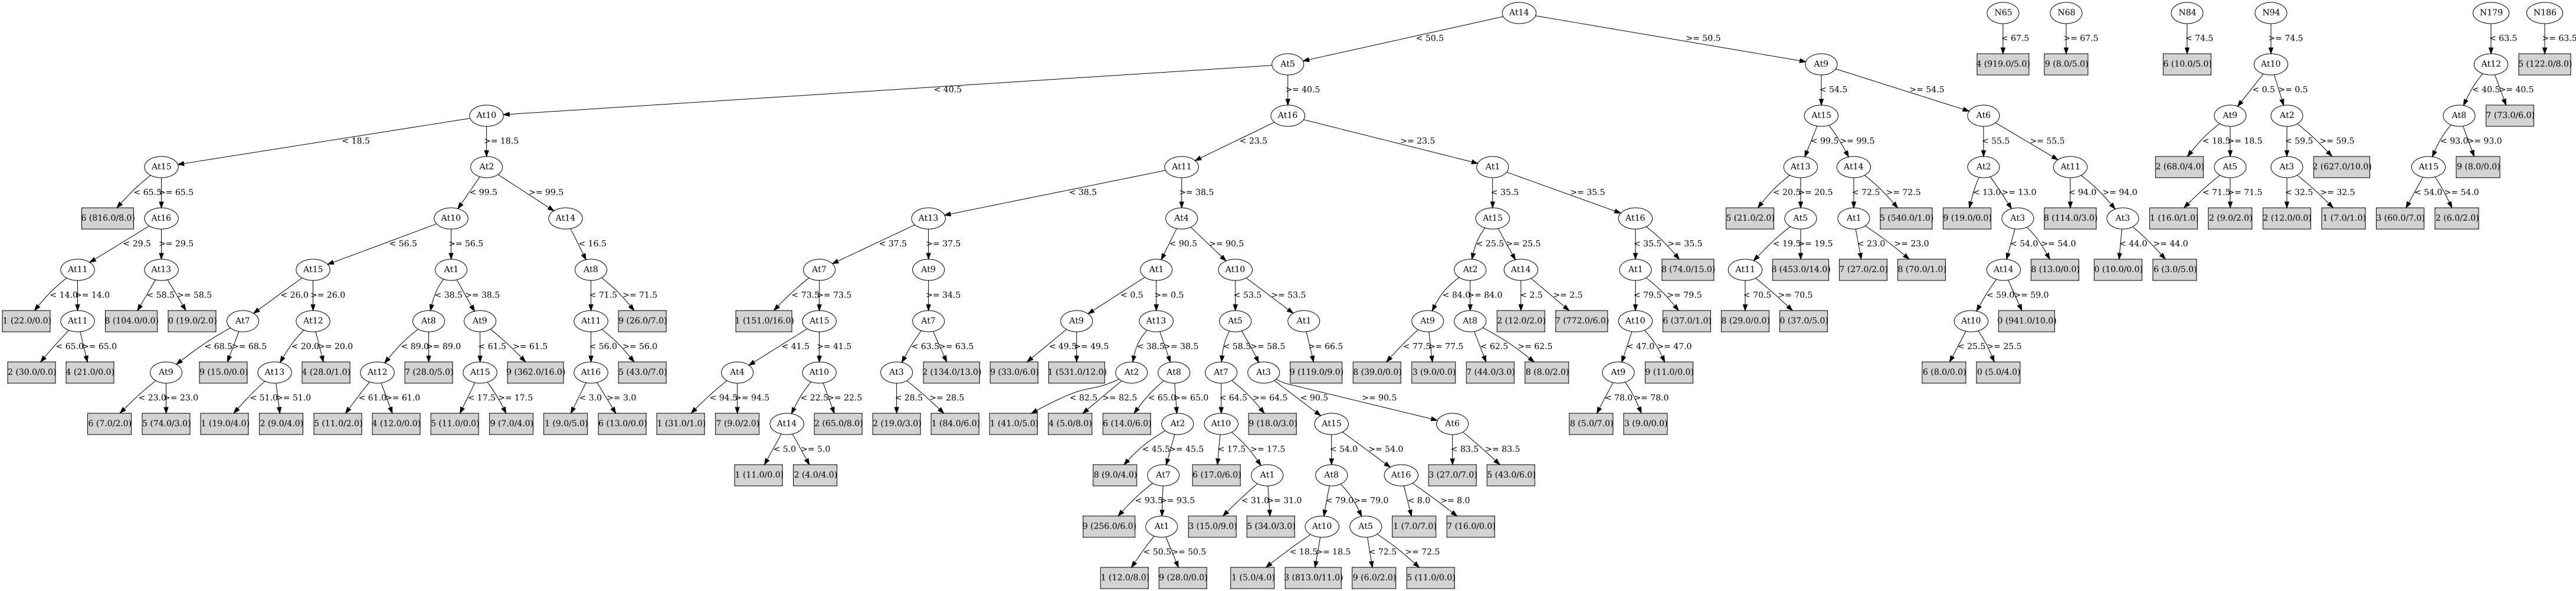 At14 N65 N68 N84 N94 N179 N186
< 50.5 >= 50.5 < 67.5 >= 67.5 < 74.5 >= 74.5 < 63.5 >= 63.5
At5 At9 4 (919.0/5.0) 9 (8.0/5.0) 6 (10.0/5.0) At10 At12 5 (122.0/8.0)
< 40.5 >= 40.5 < 54.5 >= 54.5 < 0.5 >= 0.5 < 40.5 >= 40.5
At10 At16 At15 At6 At9 At2 At8 7 (73.0/6.0)
< 18.5 >= 18.5 < 23.5 >= 23.5 < 99.5 >= 99.5 < 55.5 >= 55.5 < 18.5 >= 18.5 < 59.5 >= 59.5 < 93.0 >= 93.0
At15 At2 At11 At1 At13 At14 At2 At11 2 (68.0/4.0) At5 At3 2 (627.0/10.0) At15 9 (8.0/0.0)
< 65.5 >= 65.5 < 99.5 >= 99.5 < 38.5 >= 38.5 < 35.5 >= 35.5 < 20.5 >= 20.5 < 72.5 >= 72.5 < 13.0 >= 13.0 < 94.0 >= 94.0 < 71.5 >= 71.5 < 32.5 >= 32.5 < 54.0 >= 54.0
6 (816.0/8.0) At16 At10 At14 At13 At4 At15 At16 5 (21.0/2.0) At5 At1 5 (540.0/1.0) 9 (19.0/0.0) At3 8 (114.0/3.0) At3 1 (16.0/1.0) 2 (9.0/2.0) 2 (12.0/0.0) 1 (7.0/1.0) 3 (60.0/7.0) 2 (6.0/2.0)
< 29.5 >= 29.5 < 56.5 >= 56.5 < 16.5 < 37.5 >= 37.5 < 90.5 >= 90.5 < 25.5 >= 25.5 < 35.5 >= 35.5 < 19.5 >= 19.5 < 23.0 >= 23.0 < 54.0 >= 54.0 < 44.0 >= 44.0
At11 At13 At15 At1 At8 At7 At9 At1 At10 At2 At14 At1 8 (74.0/15.0) At11 8 (453.0/14.0) 7 (27.0/2.0) 8 (70.0/1.0) At14 8 (13.0/0.0) 0 (10.0/0.0) 6 (3.0/5.0)
< 14.0 >= 14.0 < 58.5 >= 58.5 < 26.0 >= 26.0 < 38.5 >= 38.5 < 71.5 >= 71.5 < 73.5 >= 73.5 >= 34.5 < 0.5 >= 0.5 < 53.5 >= 53.5 < 84.0 >= 84.0 < 2.5 >= 2.5 < 79.5 >= 79.5 < 70.5 >= 70.5 < 59.0 >= 59.0
1 (22.0/0.0) At11 8 (104.0/0.0) 0 (19.0/2.0) At7 At12 At8 At9 At11 9 (26.0/7.0) 1 (151.0/16.0) At15 At7 At9 At13 At5 At1 At9 At8 2 (12.0/2.0) 7 (772.0/6.0) At10 6 (37.0/1.0) 8 (29.0/0.0) 0 (37.0/5.0) At10 0 (941.0/10.0)
< 65.0 >= 65.0 < 68.5 >= 68.5 < 20.0 >= 20.0 < 89.0 >= 89.0 < 61.5 >= 61.5 < 56.0 >= 56.0 < 41.5 >= 41.5 < 63.5 >= 63.5 < 49.5 >= 49.5 < 38.5 >= 38.5 < 58.5 >= 58.5 >= 66.5 < 77.5 >= 77.5 < 62.5 >= 62.5 < 47.0 >= 47.0 < 25.5 >= 25.5
2 (30.0/0.0) 4 (21.0/0.0) At9 9 (15.0/0.0) At13 4 (28.0/1.0) At12 7 (28.0/5.0) At15 9 (362.0/16.0) At16 5 (43.0/7.0) At4 At10 At3 2 (134.0/13.0) 9 (33.0/6.0) 1 (531.0/12.0) At2 At8 At7 At3 9 (119.0/9.0) 8 (39.0/0.0) 3 (9.0/0.0) 7 (44.0/3.0) 8 (8.0/2.0) At9 9 (11.0/0.0) 6 (8.0/0.0) 0 (5.0/4.0)
< 23.0 >= 23.0 < 51.0 >= 51.0 < 61.0 >= 61.0 < 17.5 >= 17.5 < 3.0 >= 3.0 < 94.5 >= 94.5 < 22.5 >= 22.5 < 28.5 >= 28.5 < 82.5 >= 82.5 < 65.0 >= 65.0 < 64.5 >= 64.5 < 90.5 >= 90.5 < 78.0 >= 78.0
6 (7.0/2.0) 5 (74.0/3.0) 1 (19.0/4.0) 2 (9.0/4.0) 5 (11.0/2.0) 4 (12.0/0.0) 5 (11.0/0.0) 9 (7.0/4.0) 1 (9.0/5.0) 6 (13.0/0.0) 1 (31.0/1.0) 7 (9.0/2.0) At14 2 (65.0/8.0) 2 (19.0/3.0) 1 (84.0/6.0) 1 (41.0/5.0) 4 (5.0/8.0) 6 (14.0/6.0) At2 At10 9 (18.0/3.0) At15 At6 8 (5.0/7.0) 3 (9.0/0.0)
< 5.0 >= 5.0 < 45.5 >= 45.5 < 17.5 >= 17.5 < 54.0 >= 54.0 < 83.5 >= 83.5
1 (11.0/0.0) 2 (4.0/4.0) 8 (9.0/4.0) At7 6 (17.0/6.0) At1 At8 At16 3 (27.0/7.0) 5 (43.0/6.0)
< 93.5 >= 93.5 < 31.0 >= 31.0 < 79.0 >= 79.0 < 8.0 >= 8.0
9 (256.0/6.0) At1 3 (15.0/9.0) 5 (34.0/3.0) At10 At5 1 (7.0/7.0) 7 (16.0/0.0)
< 50.5 >= 50.5 < 18.5 >= 18.5 < 72.5 >= 72.5
1 (12.0/8.0) 9 (28.0/0.0) 1 (5.0/4.0) 3 (813.0/11.0) 9 (6.0/2.0) 5 (11.0/0.0)